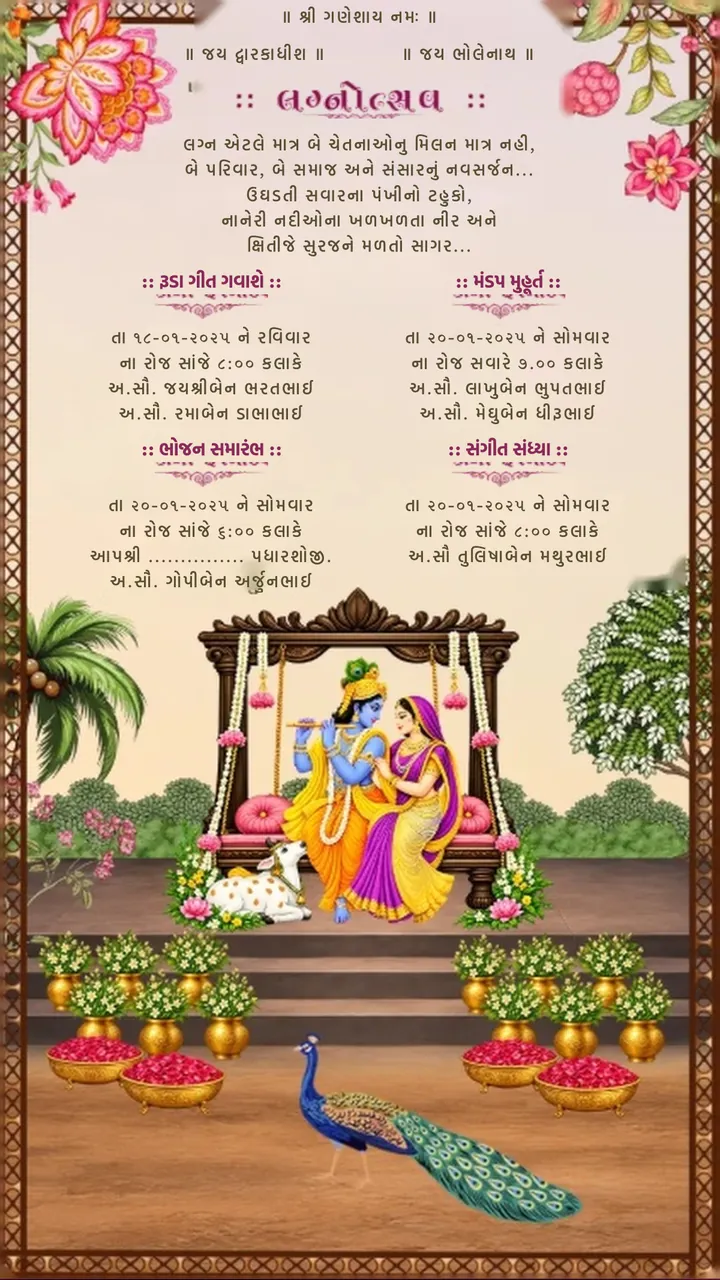 ॥ શ્રી ગણેશાય નમઃ ॥
॥ જય દ્વારકાધીશ ॥ ॥ જય ભોલેનાથ ॥
:: લગ્નોત્સવ ::
લગ્ન એટલે માત્ર બે ચેતનાઓનુ મિલન માત્ર નહી,
બે પરિવાર, બે સમાજ અને સંસારનું નવસર્જન...
ઉઘડતી સવારના પંખીનો ટહુકો,
નાનેરી નદીઓના ખળખળતા નીર અને
ક્ષિતીજે સુરજને મળતો સાગર...
:: રૂડા ગીત ગવાશે ::
તા ૧૮-૦૧-૨૦૨૫ ને રવિવાર
ના રોજ સાંજે ૮:૦૦ કલાકે
અ.સૌ. જયશ્રીબેન ભરતભાઈ
અ.સૌ. રમાબેન ડાભાભાઈ
:: મંડપ મુહૂર્ત ::
તા ૨૦-૦૧-૨૦૨૫ ને સોમવાર
ના રોજ સવારે ૭.૦૦ કલાકે
અ.સૌ. લાખુબેન ભુપતભાઈ
અ.સૌ. મેઘુબેન ધીરૂભાઈ
:: ભોજન સમારંભ ::
તા ૨૦-૦૧-૨૦૨૫ ને સોમવાર
ના રોજ સાંજે ૬:૦૦ કલાકે
આપશ્રી ............... પધારશોજી.
અ.સૌ. ગોપીબેન અર્જુનભાઈ
:: સંગીત સંધ્યા ::
તા ૨૦-૦૧-૨૦૨૫ ને સોમવાર
ના રોજ સાંજે ૮:૦૦ કલાકે
અ.સૌ તુલિષાબેન મથુરભાઈ